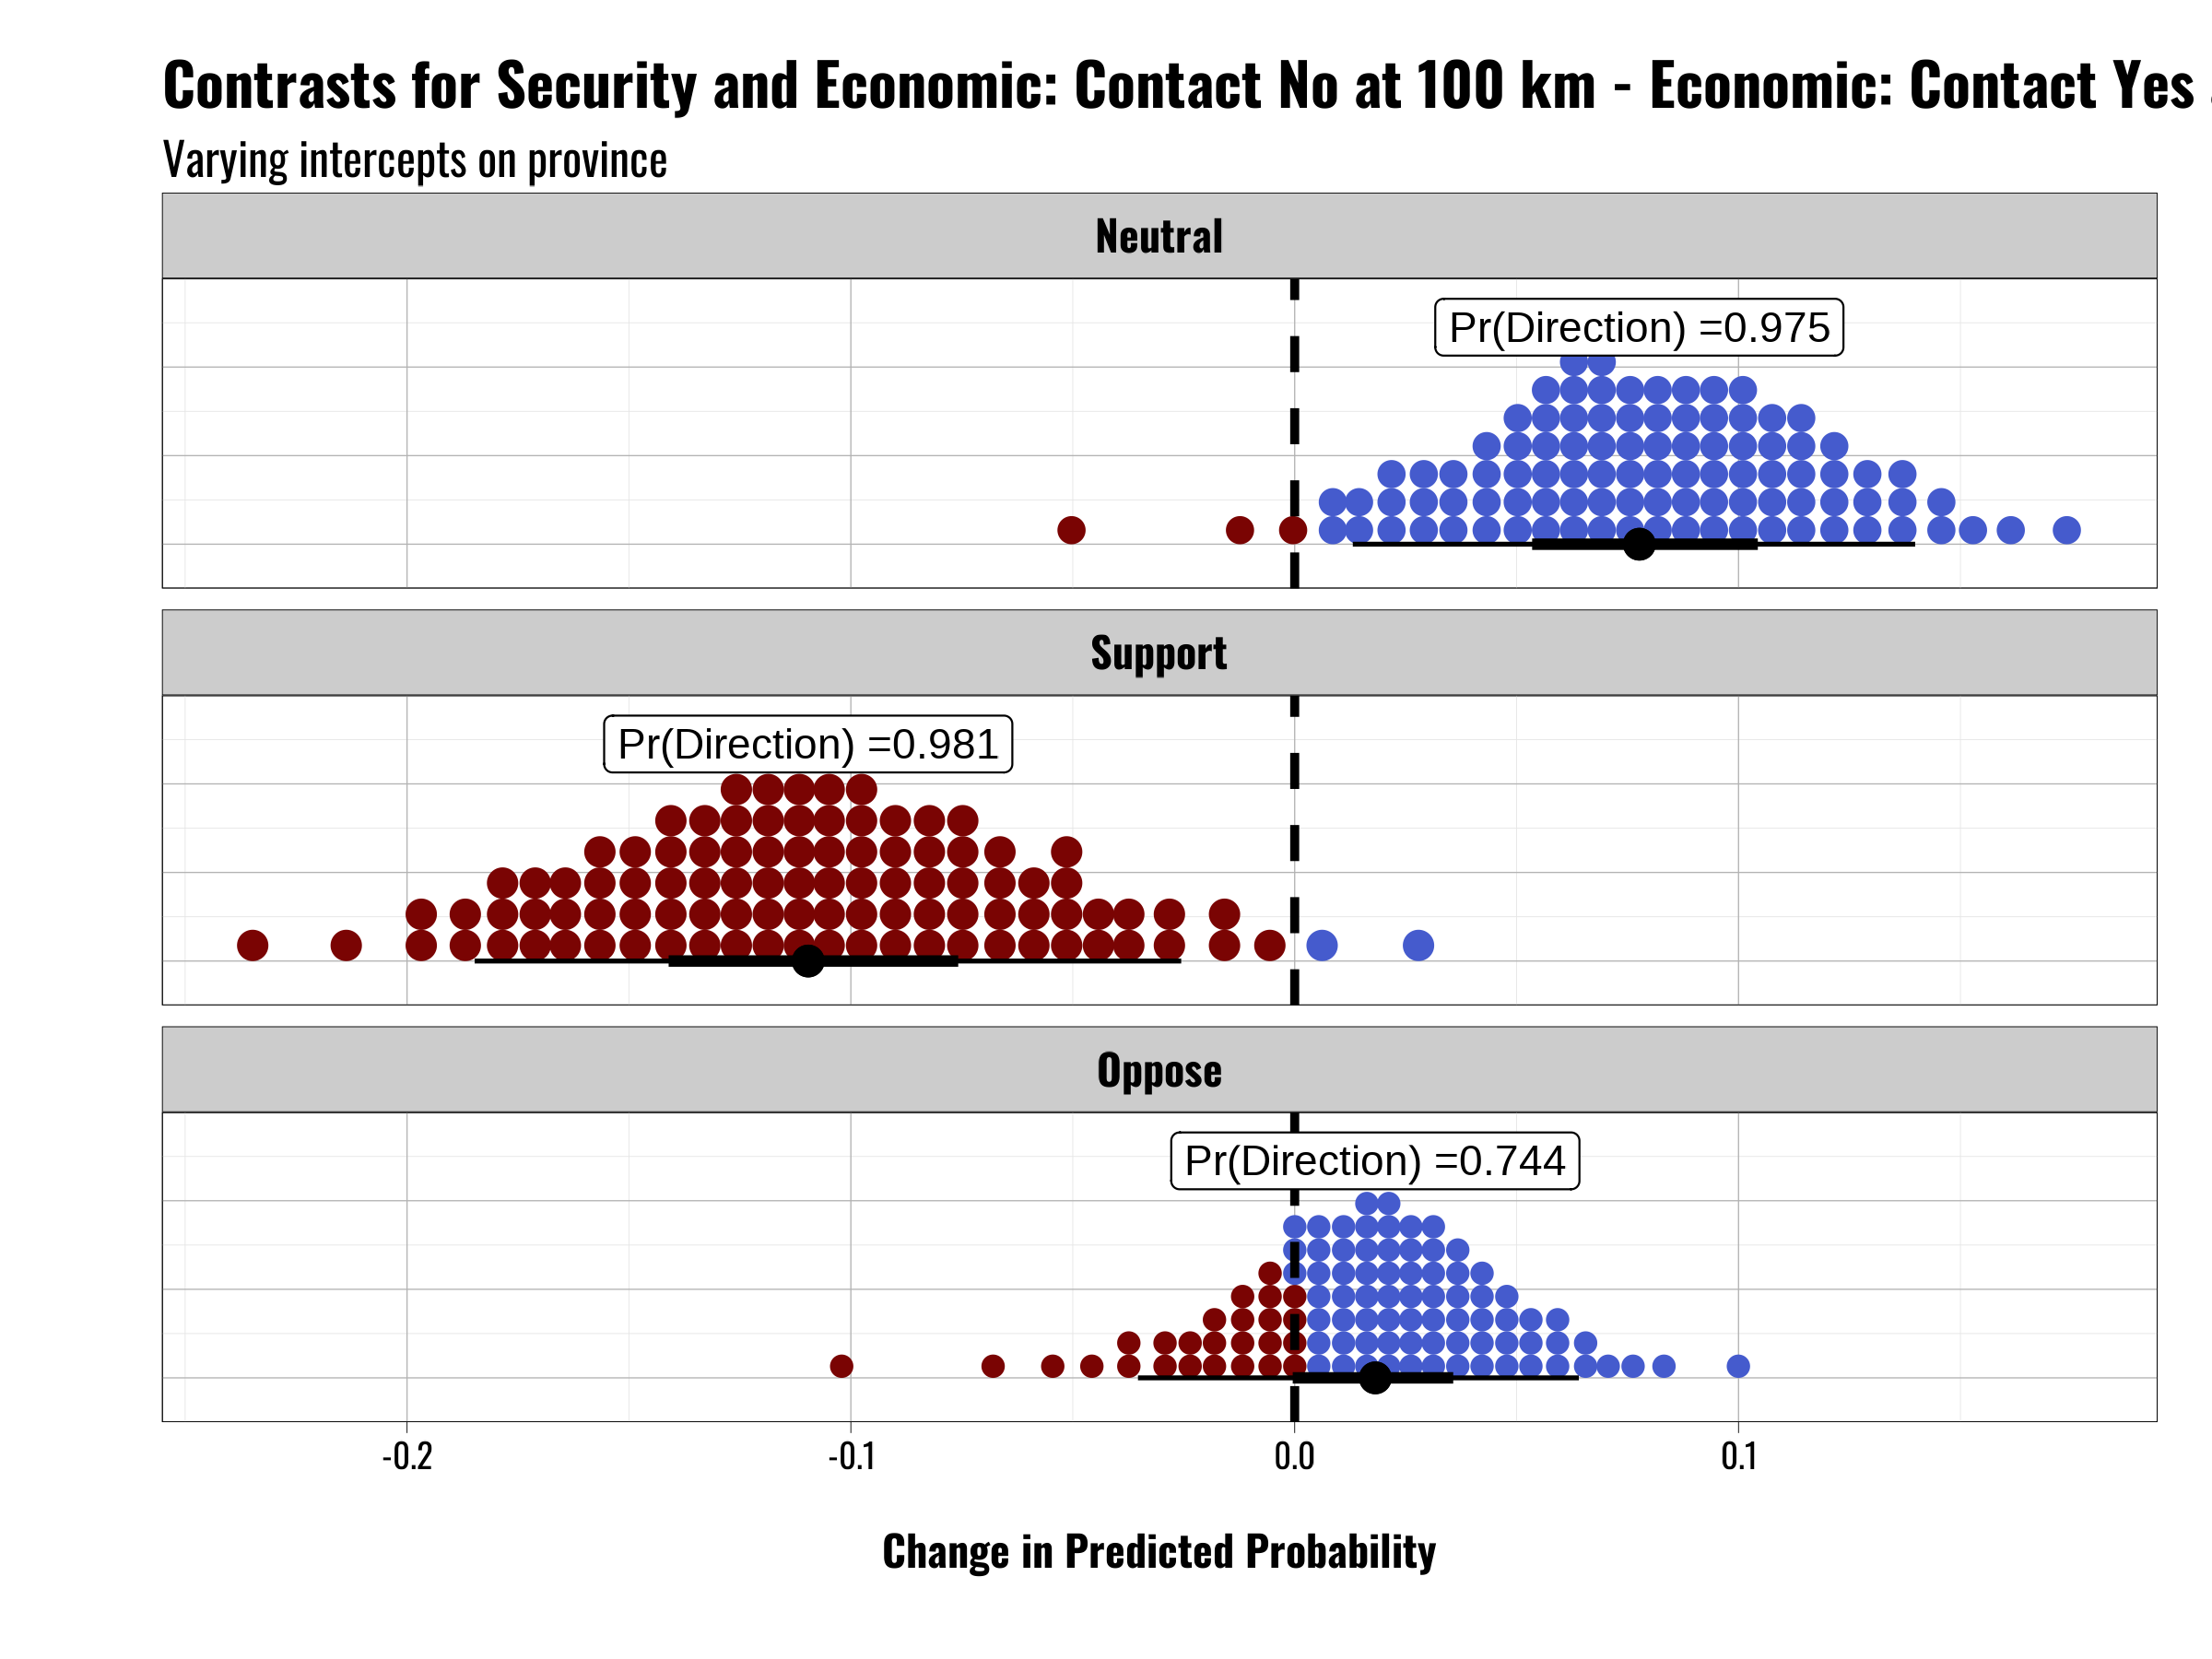 Contrasts for Security and Economic: Contact No at 100 km - Economic: Contact Yes
Varying intercepts on province
Neutral
Pr(Direction) =0.975
Support
Pr(Direction) =0.981
Oppose
Pr(Direction) =0.744
-0.2 -0.1 0.0 0.1
Change in Predicted Probability